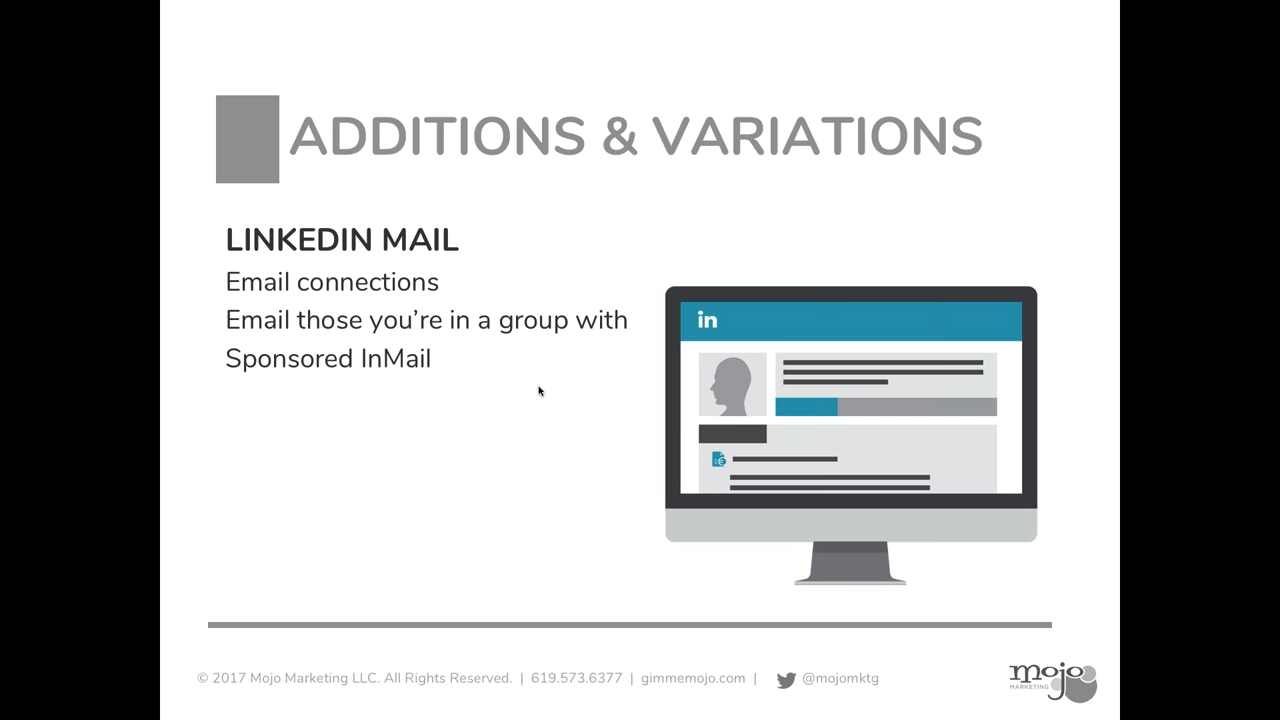 ADDITIONS & VARIATIONS
LINKEDIN MAIL
Email connections
Email those you’re in a group with
Sponsored InMail
in
© 2017 Mojo Marketing LLC. All Rights Reserved. | 619.573.6377 | gimmemojo.com | @mojomktg
mojo
MARKETING